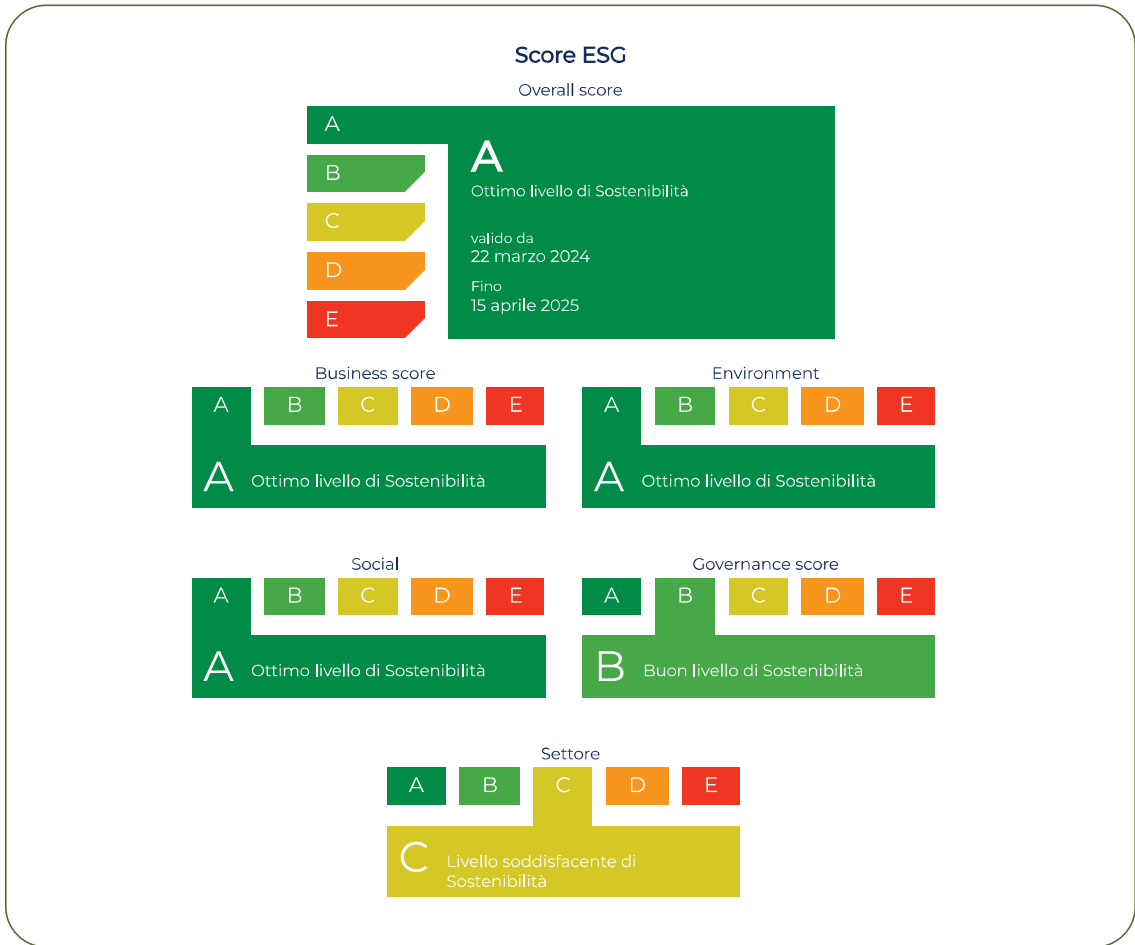 Score ESG
Overall score
A
B
C
D
E
A
Ottimo livello di Sostenibilità
valido da
22 marzo 2024
Fino
15 aprile 2025
Business score
A B C D E
A Ottimo livello di Sostenibilità
Environment
A B C D E
A Ottimo livello di Sostenibilità
Social
A B C D E
A Ottimo livello di Sostenibilità
Governance score
A B C D E
B Buon livello di Sostenibilità
Settore
A B C D E
C Livello soddisfacente di
Sostenibilità